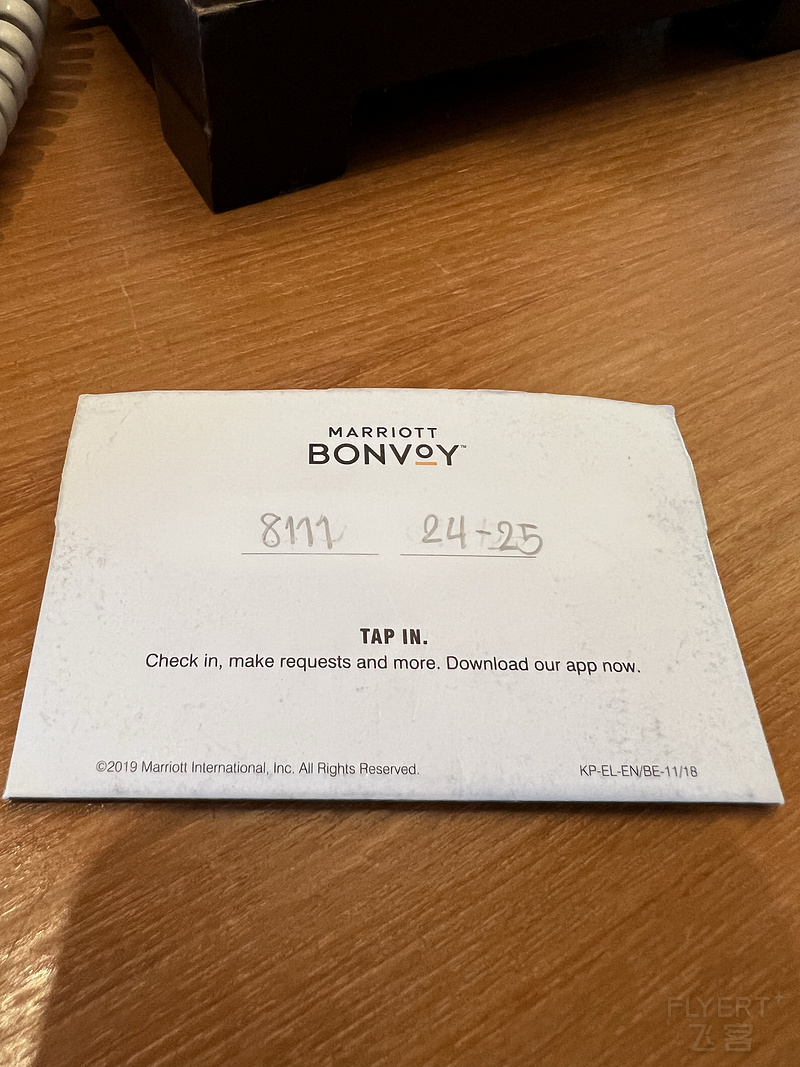 MARRIOTT
BONVOY™
8111 24-25
TAP IN.
Check in, make requests and more. Download our app now.
©2019 Marriott International, Inc. All Rights Reserved. KP-EL-EN/BE-11/18
FLYERT+
飞客